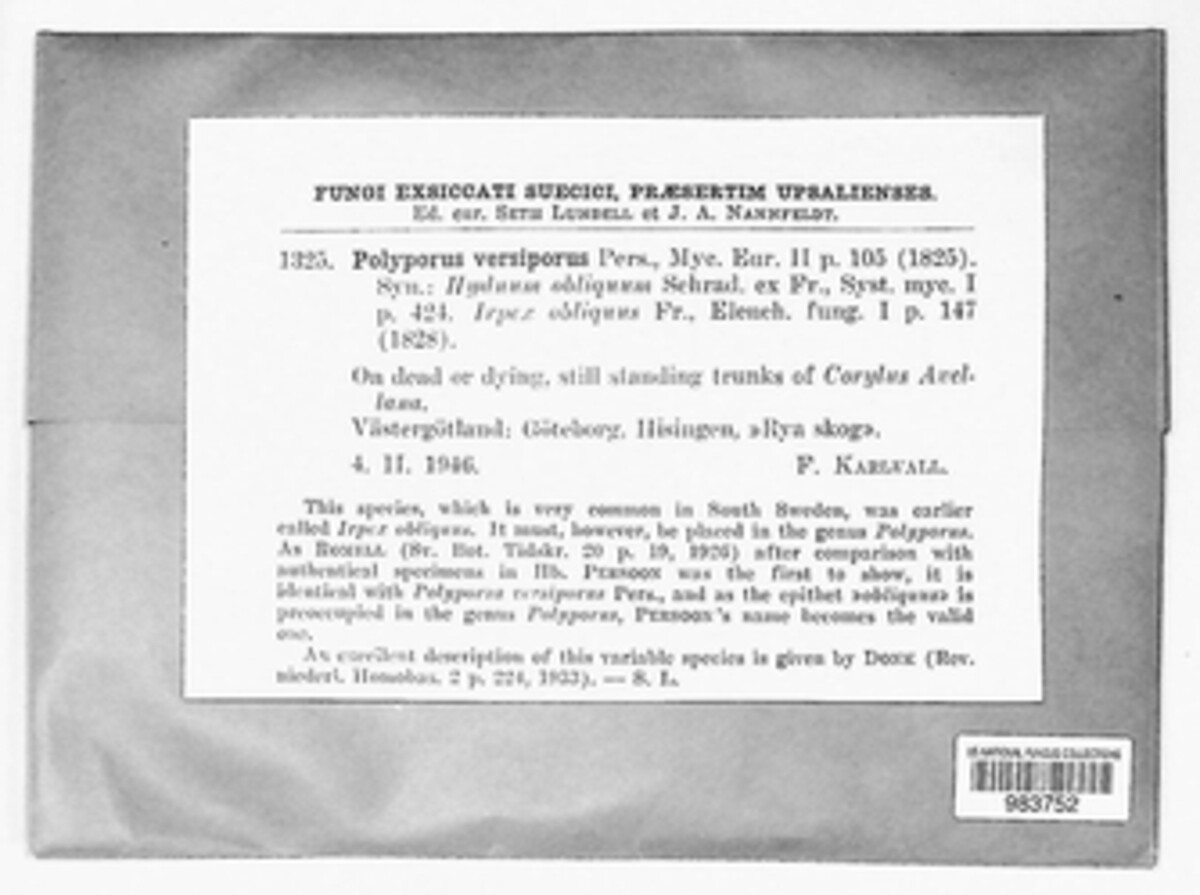 FUNGI EXSICCATI SUECICI, PRÆSERTIM UPSALIENSES.
Ed. cur. SETH LUNDELL et J. A. NANNFELDT.
1325. Polyporus versiporus Pers., Myc. Eur. II p. 105 (1825).
Syn.: Hydnum obliquum Schrad. ex Fr., Syst. myc. I
p. 424. Irpex obliquus Fr., Elench. fung. I p. 147
(1828).
On dead or dying, still standing trunks of Corylus Avel-
lana.
Västergötland: Göteborg, Hisingen, »Rya skog».
4. II. 1946. F. KARLVALL.
This species, which is very common in South Sweden, was earlier
called Irpex obliquus. It must, however, be placed in the genus Polyporus.
As ROMELL (Sv. Bot. Tidskr. 20 p. 19, 1926) after comparison with
authentical specimens in Hb. PERSOON was the first to show, it is
identical with Polyporus versiporus Pers., and as the epithet »obliquus» is
preoccupied in the genus Polyporus, PERSOON's name becomes the valid
one.
An excellent description of this variable species is given by DONK (Rev.
niederl. Homobas. 2 p. 224, 1933). — S. L.
US NATIONAL FUNGUS COLLECTIONS
983752